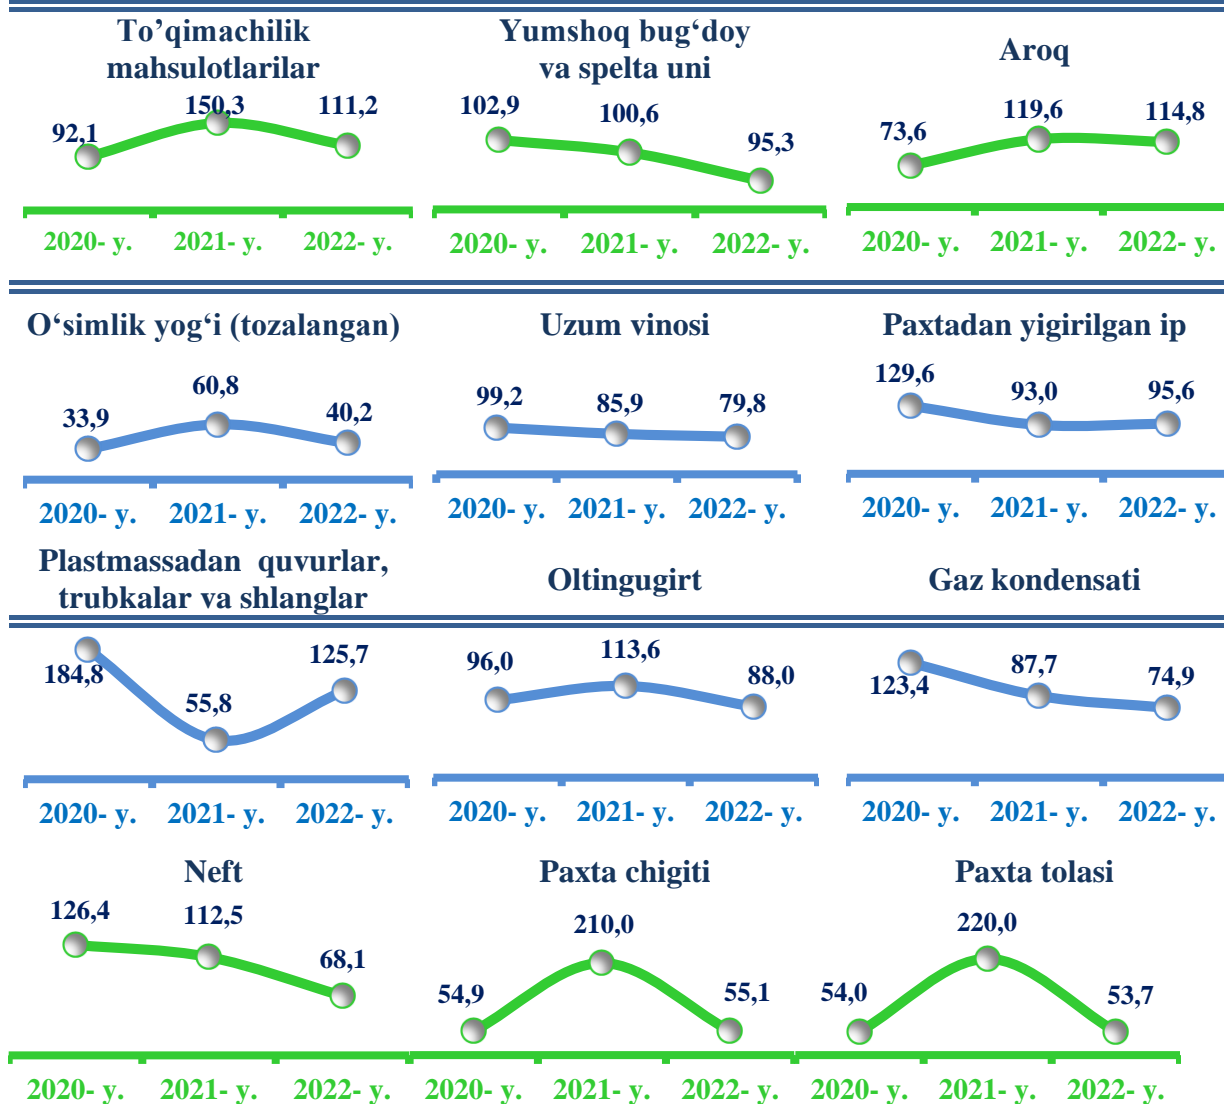 To’qimachilik
mahsulotlarilar
92,1
150,3
111,2
2020- y. 2021- y. 2022- y.
Yumshoq bug‘doy
va spelta uni
102,9
100,6
95,3
2020- y. 2021- y. 2022- y.
Aroq
73,6
119,6
114,8
2020- y. 2021- y. 2022- y.
O‘simlik yog‘i (tozalangan)
33,9
60,8
40,2
2020- y. 2021- y. 2022- y.
Uzum vinosi
99,2
85,9
79,8
2020- y. 2021- y. 2022- y.
Paxtadan yigirilgan ip
129,6
93,0
95,6
2020- y. 2021- y. 2022- y.
Plastmassadan quvurlar,
trubkalar va shlanglar
184,8
55,8
125,7
2020- y. 2021- y. 2022- y.
Oltingugirt
96,0
113,6
88,0
2020- y. 2021- y. 2022- y.
Gaz kondensati
123,4
87,7
74,9
2020- y. 2021- y. 2022- y.
Neft
126,4
112,5
68,1
2020- y. 2021- y. 2022- y.
Paxta chigiti
54,9
210,0
55,1
2020- y. 2021- y. 2022- y.
Paxta tolasi
54,0
220,0
53,7
2020- y. 2021- y. 2022- y.